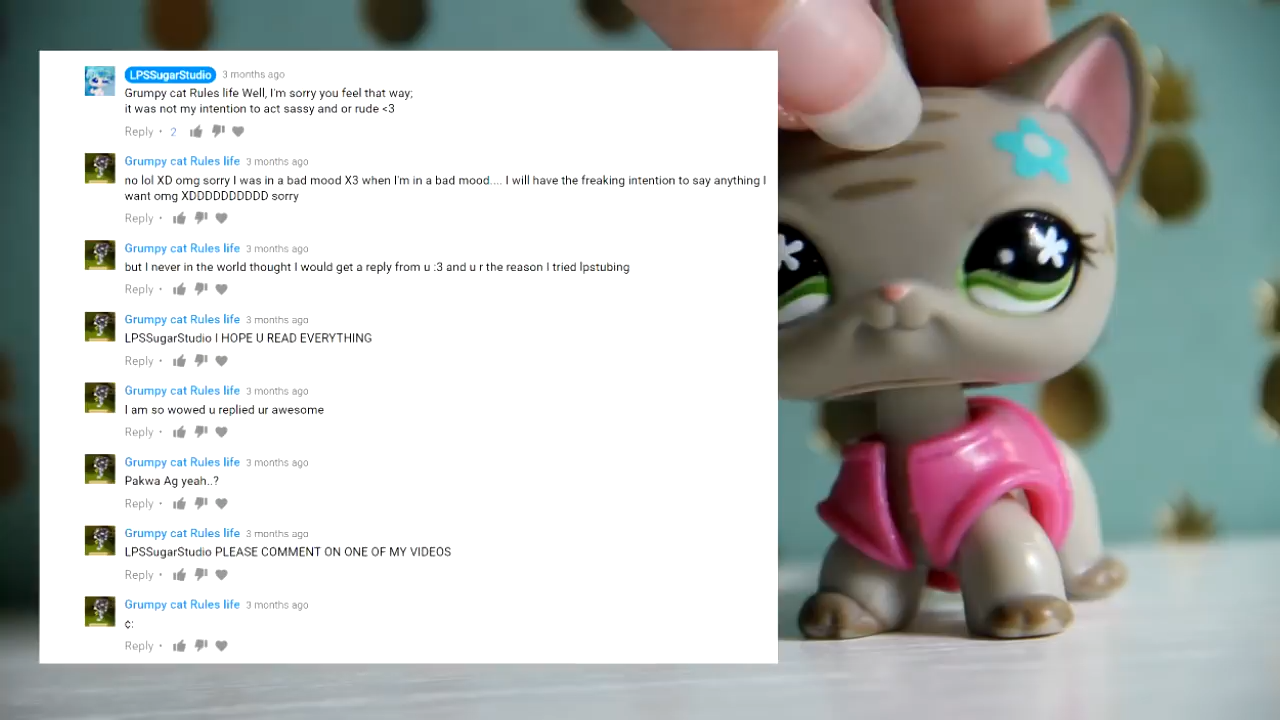 LPSSugarStudio 3 months ago
Grumpy cat Rules life Well, I'm sorry you feel that way;
it was not my intention to act sassy and or rude <3
Reply • 2
Grumpy cat Rules life 3 months ago
no lol XD omg sorry I was in a bad mood X3 when I'm in a bad mood.... I will have the freaking intention to say anything I
want omg XDDDDDDDDDD sorry
Reply •
Grumpy cat Rules life 3 months ago
but I never in the world thought I would get a reply from u :3 and u r the reason I tried lpstubing
Reply •
Grumpy cat Rules life 3 months ago
LPSSugarStudio I HOPE U READ EVERYTHING
Reply •
Grumpy cat Rules life 3 months ago
I am so wowed u replied ur awesome
Reply •
Grumpy cat Rules life 3 months ago
Pakwa Ag yeah..?
Reply •
Grumpy cat Rules life 3 months ago
LPSSugarStudio PLEASE COMMENT ON ONE OF MY VIDEOS
Reply •
Grumpy cat Rules life 3 months ago
¢:
Reply •